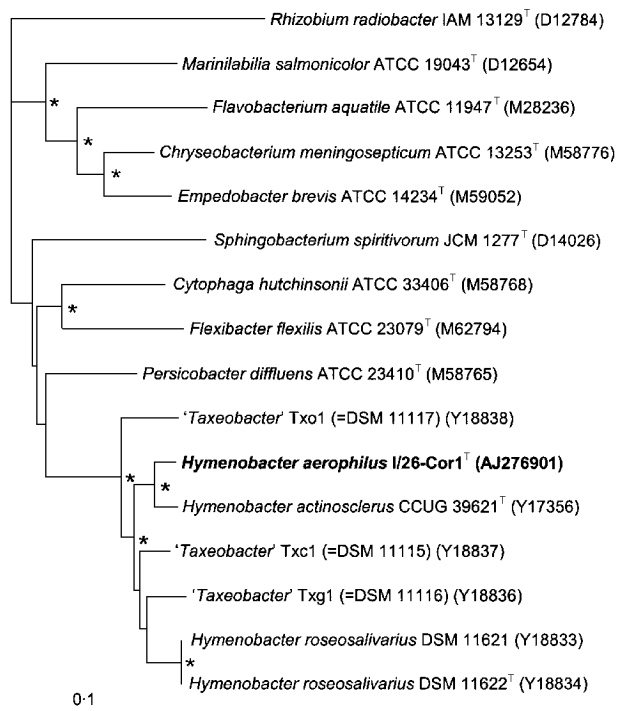 Rhizobium radiobacter IAM 13129ᵀ (D12784)
Marinilabilia salmonicolor ATCC 19043ᵀ (D12654)
*
Flavobacterium aquatile ATCC 11947ᵀ (M28236)
*
Chryseobacterium meningosepticum ATCC 13253ᵀ (M58776)
*
Empedobacter brevis ATCC 14234ᵀ (M59052)
Sphingobacterium spiritivorum JCM 1277ᵀ (D14026)
Cytophaga hutchinsonii ATCC 33406ᵀ (M58768)
*
Flexibacter flexilis ATCC 23079ᵀ (M62794)
Persicobacter diffluens ATCC 23410ᵀ (M58765)
‘Taxeobacter’ Txo1 (=DSM 11117) (Y18838)
Hymenobacter aerophilus I/26-Cor1ᵀ (AJ276901)
* *
Hymenobacter actinosclerus CCUG 39621ᵀ (Y17356)
*
‘Taxeobacter’ Txc1 (=DSM 11115) (Y18837)
‘Taxeobacter’ Txg1 (=DSM 11116) (Y18836)
Hymenobacter roseosalivarius DSM 11621 (Y18833)
*
Hymenobacter roseosalivarius DSM 11622ᵀ (Y18834)
0·1